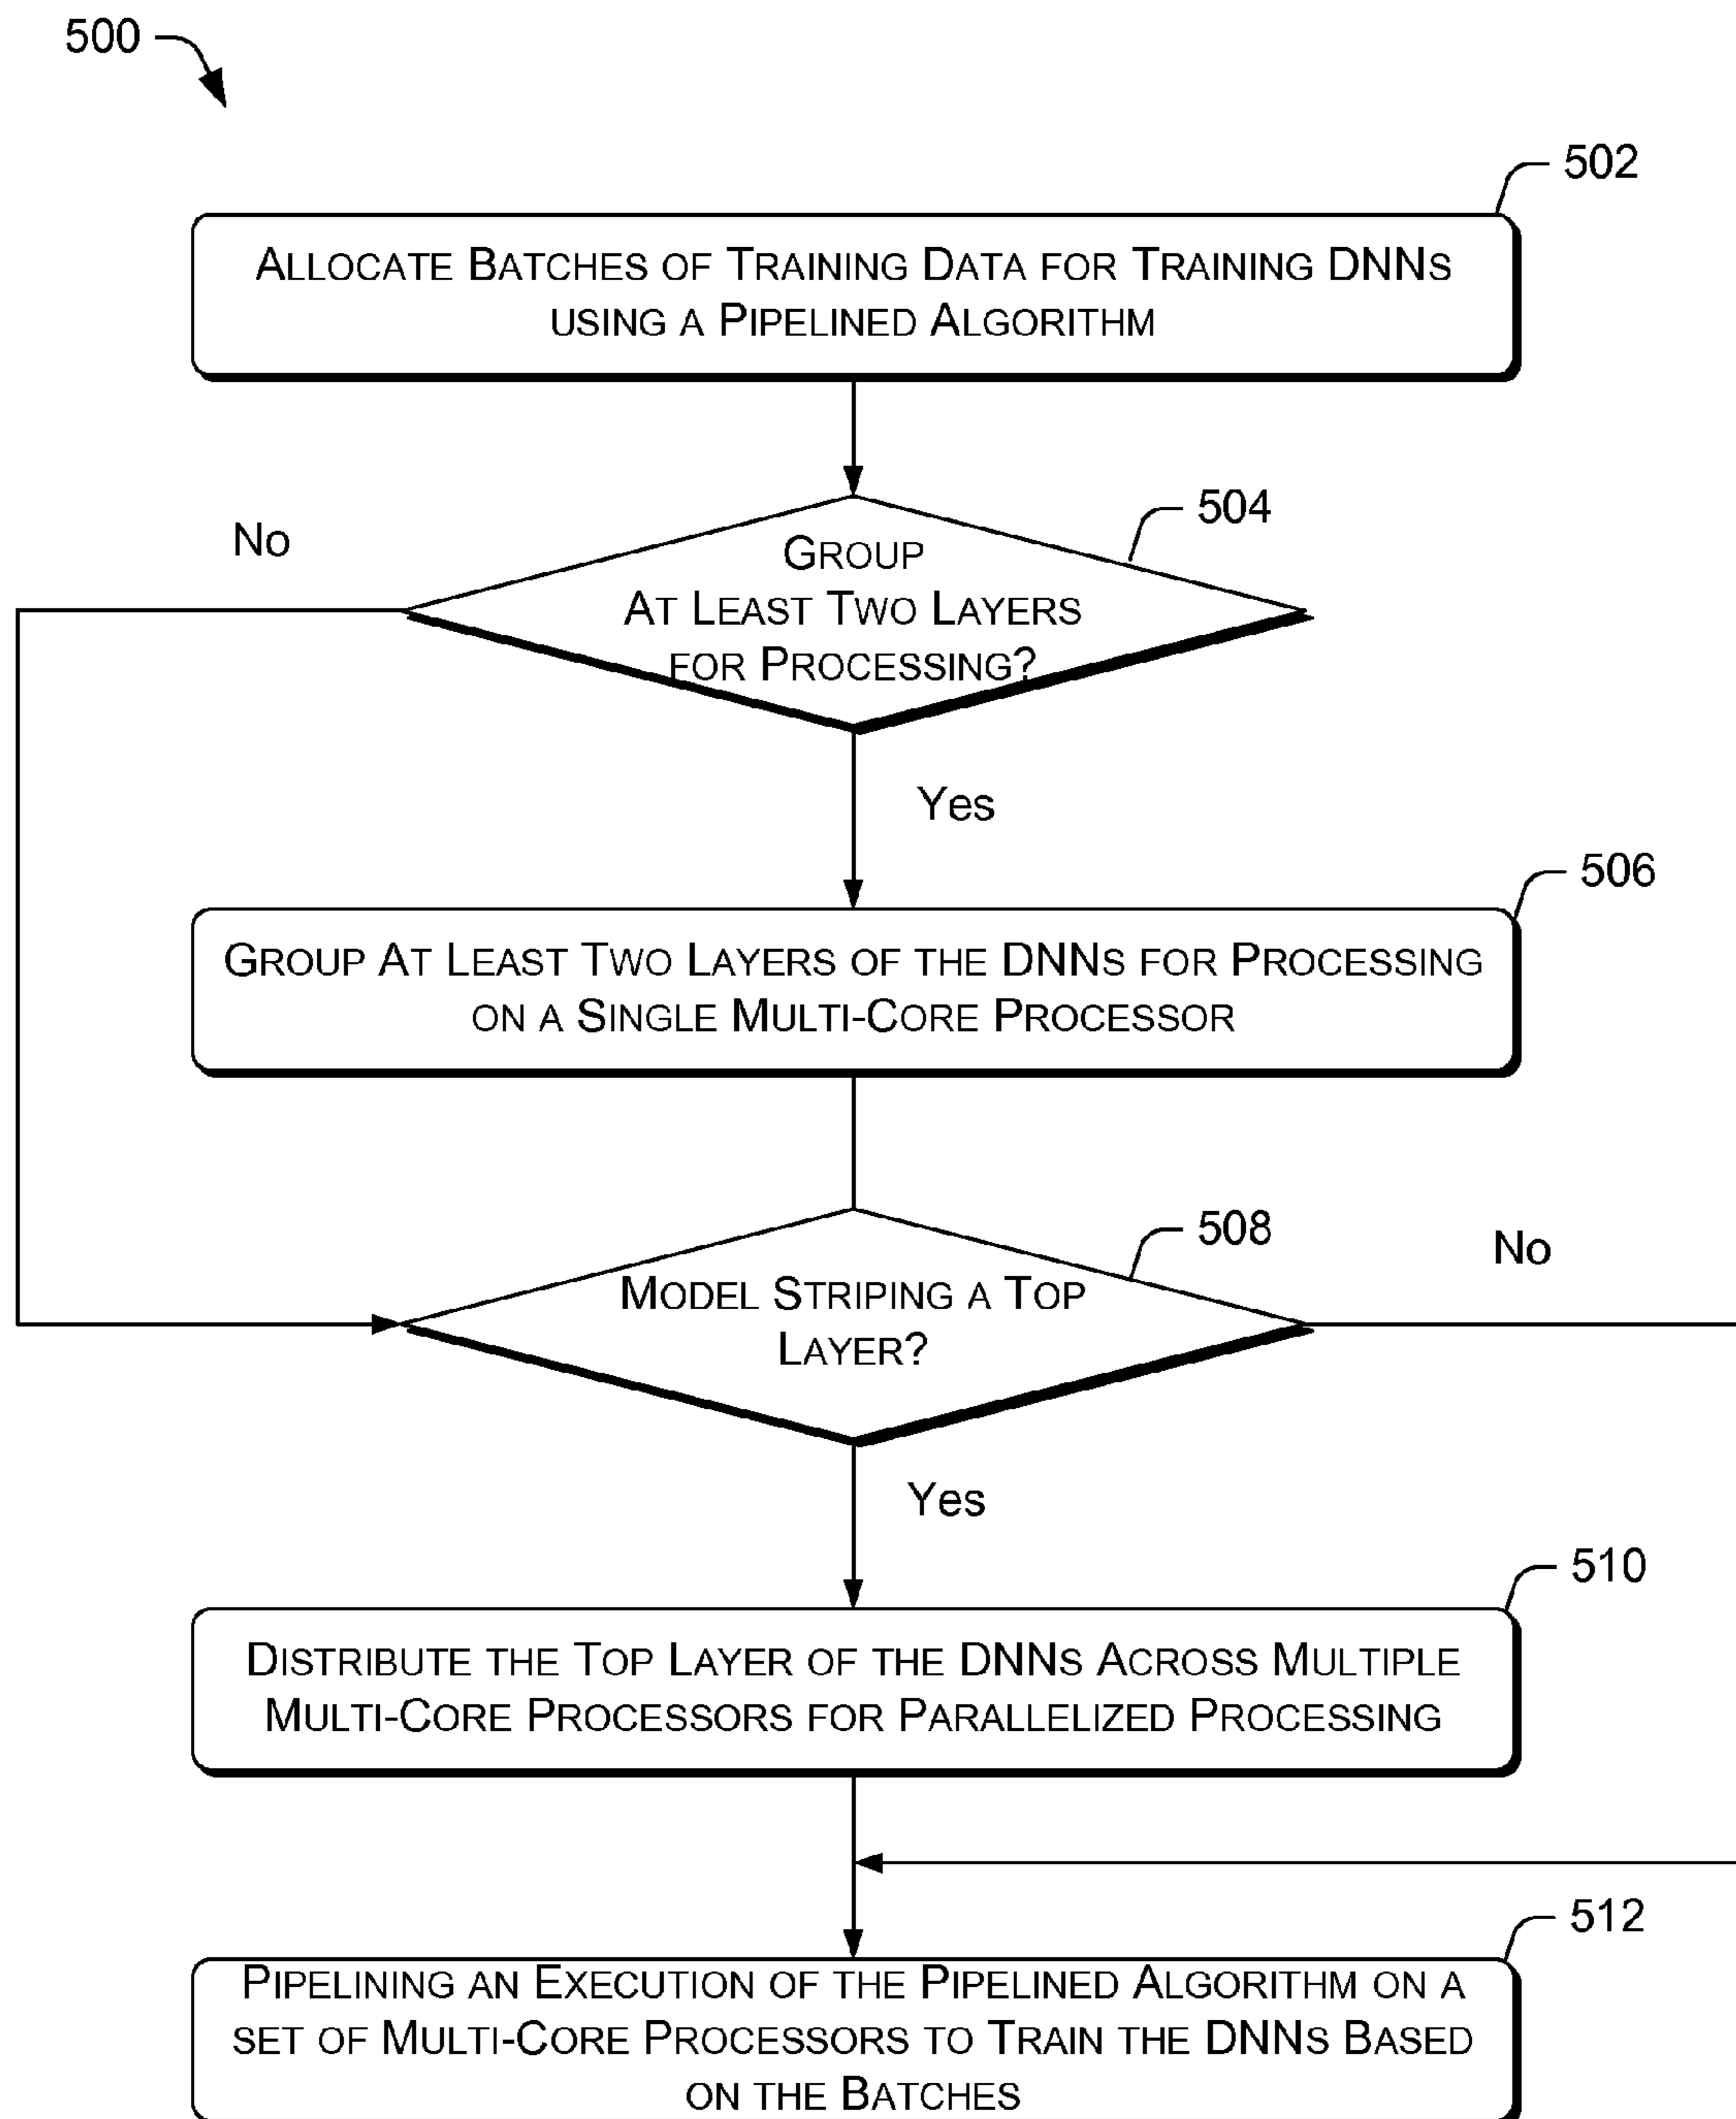 500
502
Allocate Batches of Training Data for Training DNNs
using a Pipelined Algorithm
504
No
Group
At Least Two Layers
for Processing?
Yes
506
Group At Least Two Layers of the DNNs for Processing
on a Single Multi-Core Processor
508
No
Model Striping a Top
Layer?
Yes
510
Distribute the Top Layer of the DNNs Across Multiple
Multi-Core Processors for Parallelized Processing
512
Pipelining an Execution of the Pipelined Algorithm on a
set of Multi-Core Processors to Train the DNNs Based
on the Batches